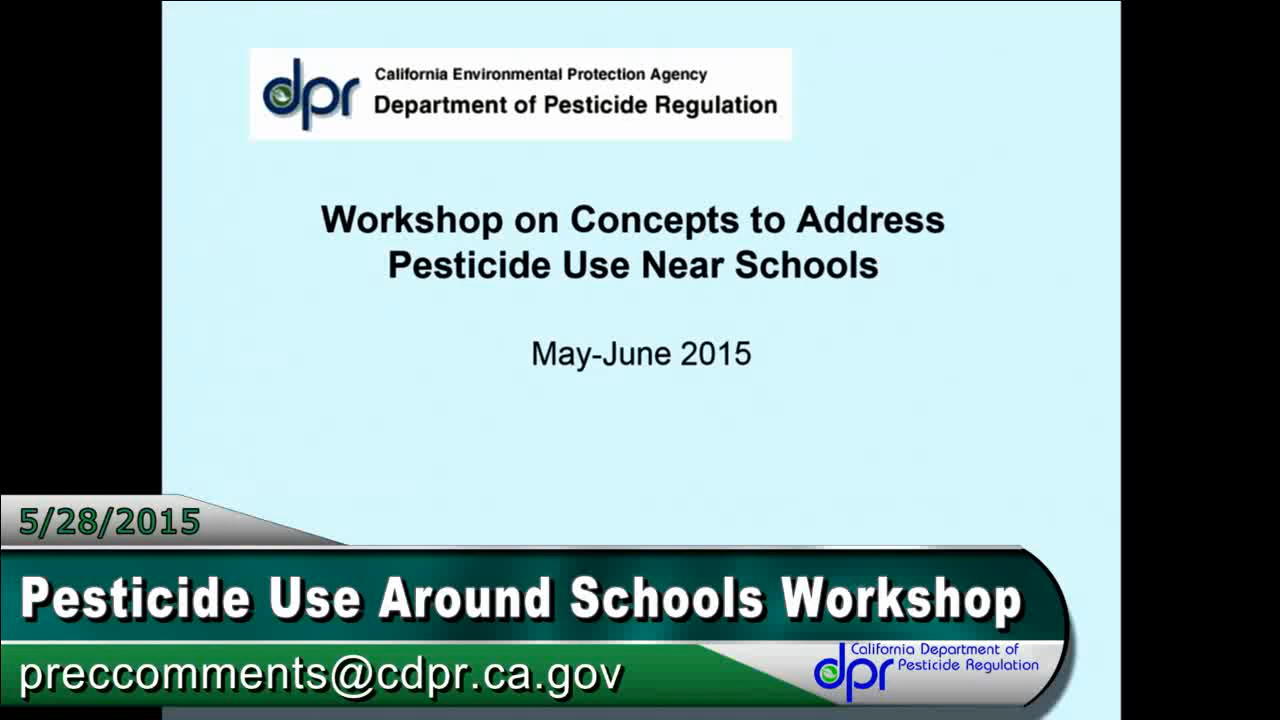 dpr
California Environmental Protection Agency
Department of Pesticide Regulation
Workshop on Concepts to Address
Pesticide Use Near Schools
May-June 2015
5/28/2015
Pesticide Use Around Schools Workshop
preccomments@cdpr.ca.gov
dpr
California Department of
Pesticide Regulation